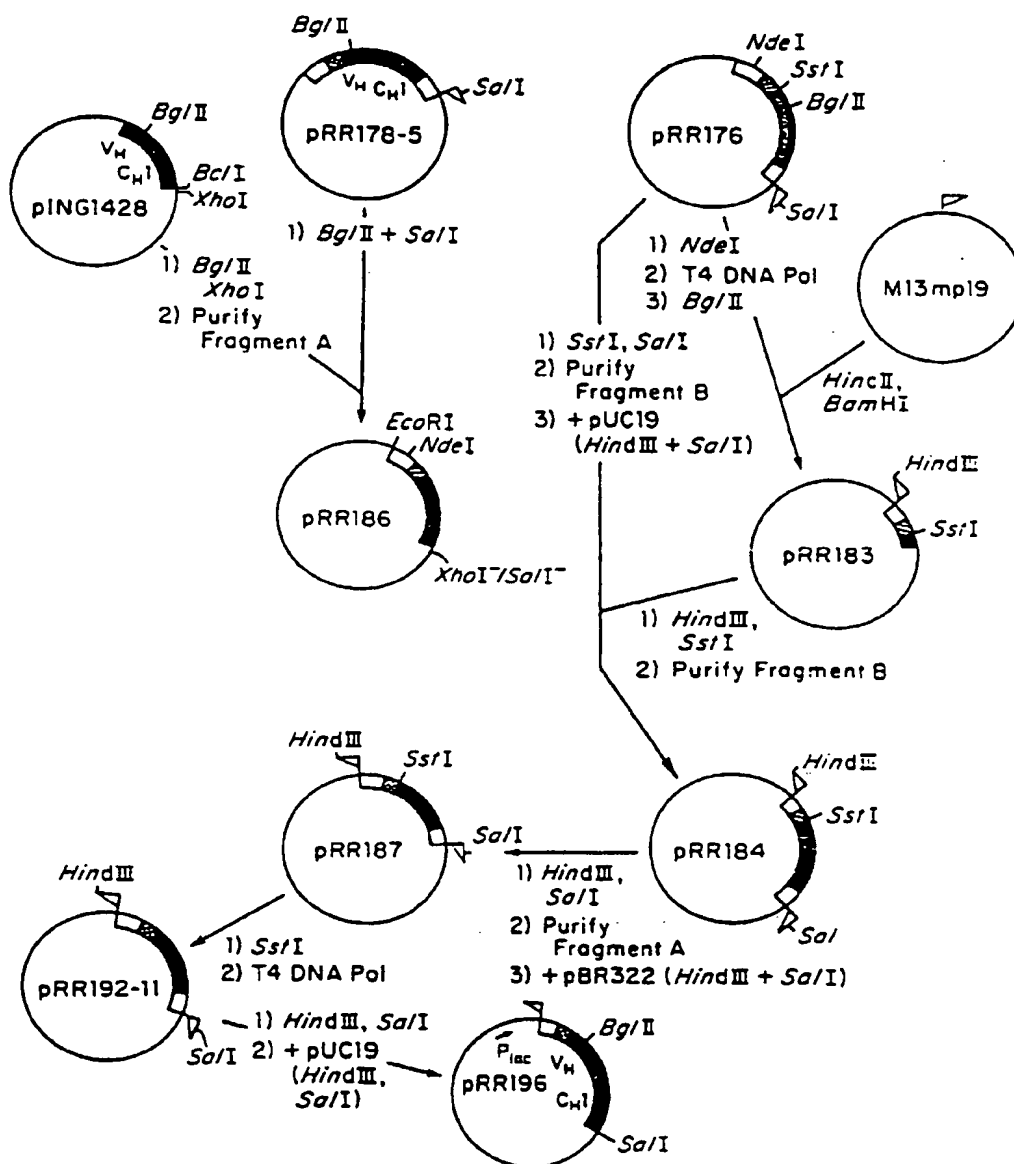 BglII
VH CH1
SalI
pRR178-5
BglII
VH
CH1
BclI
XhoI
pING1428
1) BglII
XhoI
2) Purify
Fragment A
1) BglII + SalI
EcoRI
NdeI
pRR186
XhoI⁻/SalI⁻
NdeI
SstI
BglII
pRR176
SalI
1) NdeI
2) T4 DNA Pol
3) BglII
M13mp19
1) SstI, SalI
2) Purify
Fragment B
3) + pUC19
(HindIII + SalI)
HincII,
BamHI
HindIII
SstI
pRR183
1) HindIII,
SstI
2) Purify Fragment B
HindIII
SstI
pRR184
Sal
1) HindIII,
SalI
2) Purify
Fragment A
3) + pBR322 (HindIII + SalI)
HindIII
SstI
pRR187
SalI
1) SstI
2) T4 DNA Pol
HindIII
pRR192-11
SalI
1) HindIII, SalI
2) + pUC19
(HindIII,
SalI)
BglII
Plac
VH
pRR196
CH1
SalI